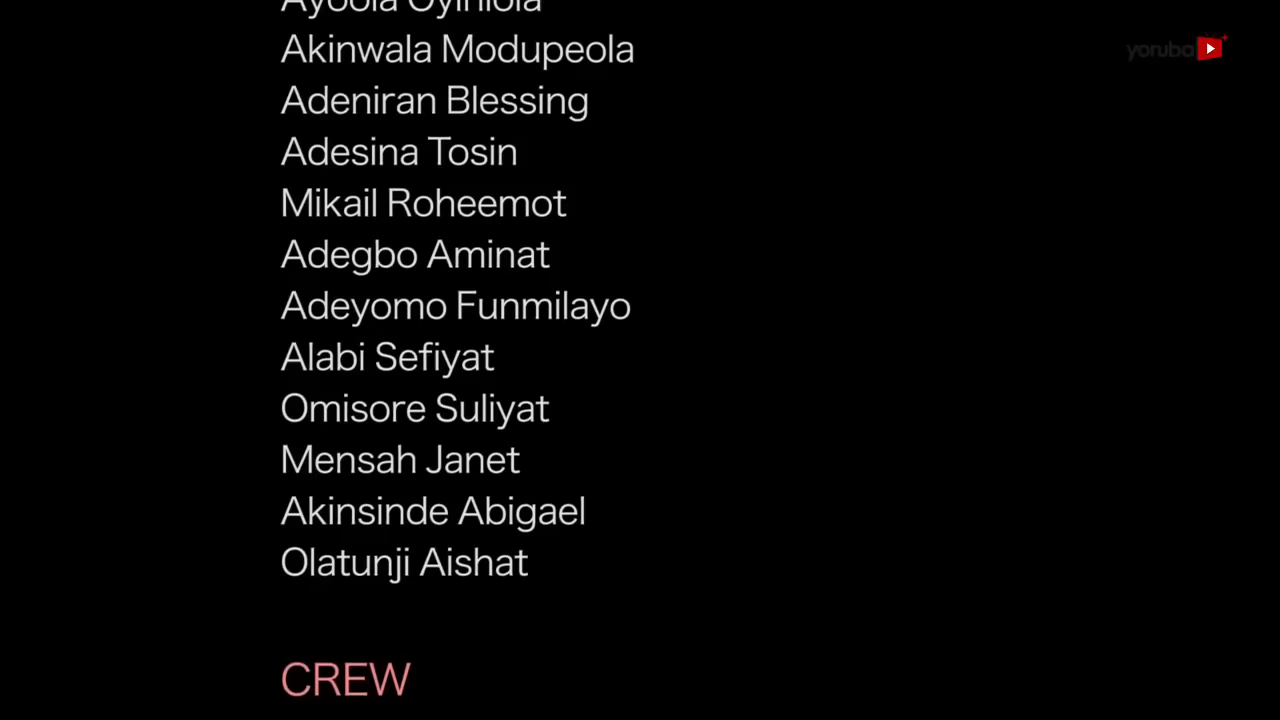 yoruba
Akinwala Modupeola
Adeniran Blessing
Adesina Tosin
Mikail Roheemot
Adegbo Aminat
Adeyomo Funmilayo
Alabi Sefiyat
Omisore Suliyat
Mensah Janet
Akinsinde Abigael
Olatunji Aishat
CREW